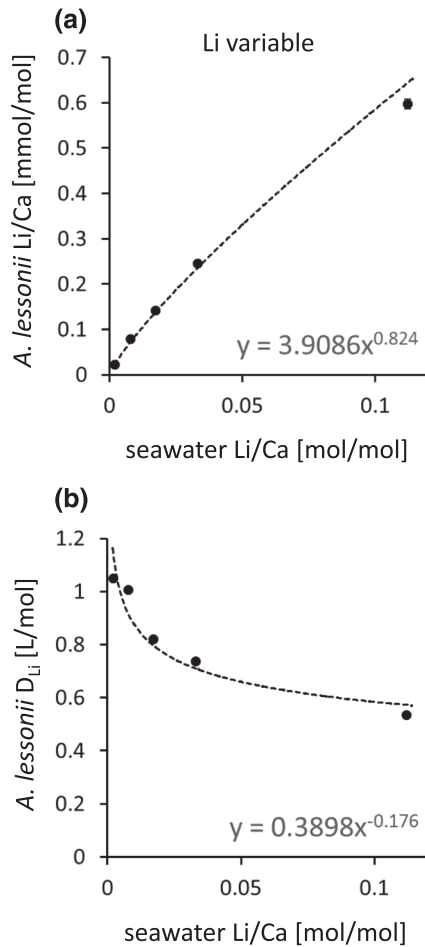 (a)
Li variable
A. lessonii Li/Ca [mmol/mol]
0.7
0.6
0.5
0.4
0.3
0.2
0.1
0
y = 3.9086x^0.824
0
0.05
0.1
seawater Li/Ca [mol/mol]
(b)
A. lessonii D_Li [L/mol]
1.2
1
0.8
0.6
0.4
0.2
0
y = 0.3898x^-0.176
0
0.05
0.1
seawater Li/Ca [mol/mol]